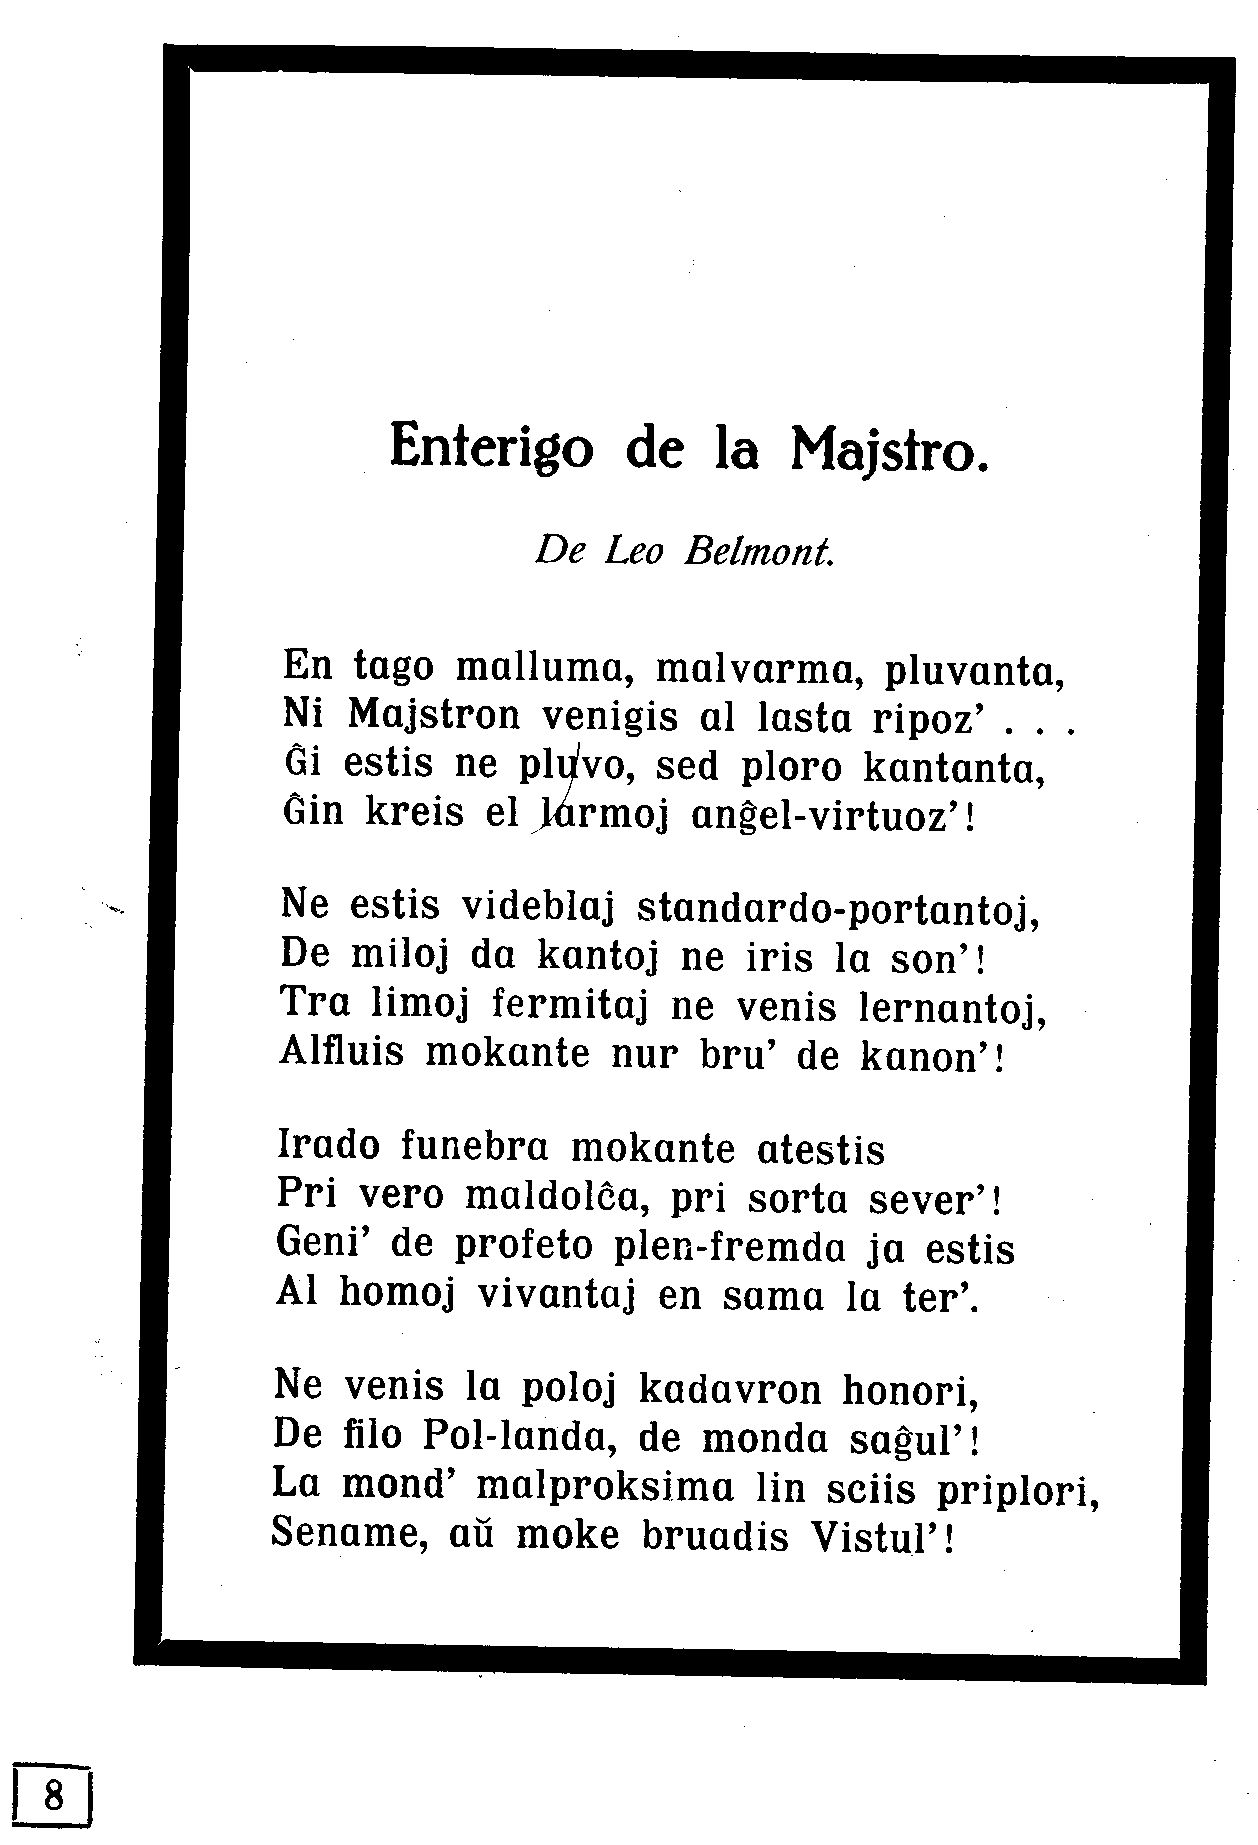 Enterigo de la Majstro.
De Leo Belmont.
En tago malluma, malvarma, pluvanta,
Ni Majstron venigis al lasta ripoz' . . .
Ĝi estis ne pluvo, sed ploro kantanta,
Ĝin kreis el larmoj anĝel-virtuoz'!
Ne estis videblaj standardo-portantoj,
De miloj da kantoj ne iris la son'!
Tra limoj fermitaj ne venis lernantoj,
Alfluis mokante nur bru' de kanon'!
Irado funebra mokante atestis
Pri vero maldolĉa, pri sorta sever'!
Geni' de profeto plen-fremda ja estis
Al homoj vivantaj en sama la ter'.
Ne venis la poloj kadavron honori,
De filo Pol-landa, de monda saĝul'!
La mond' malproksima lin sciis priplori,
Sename, aŭ moke bruadis Vistul'!
8